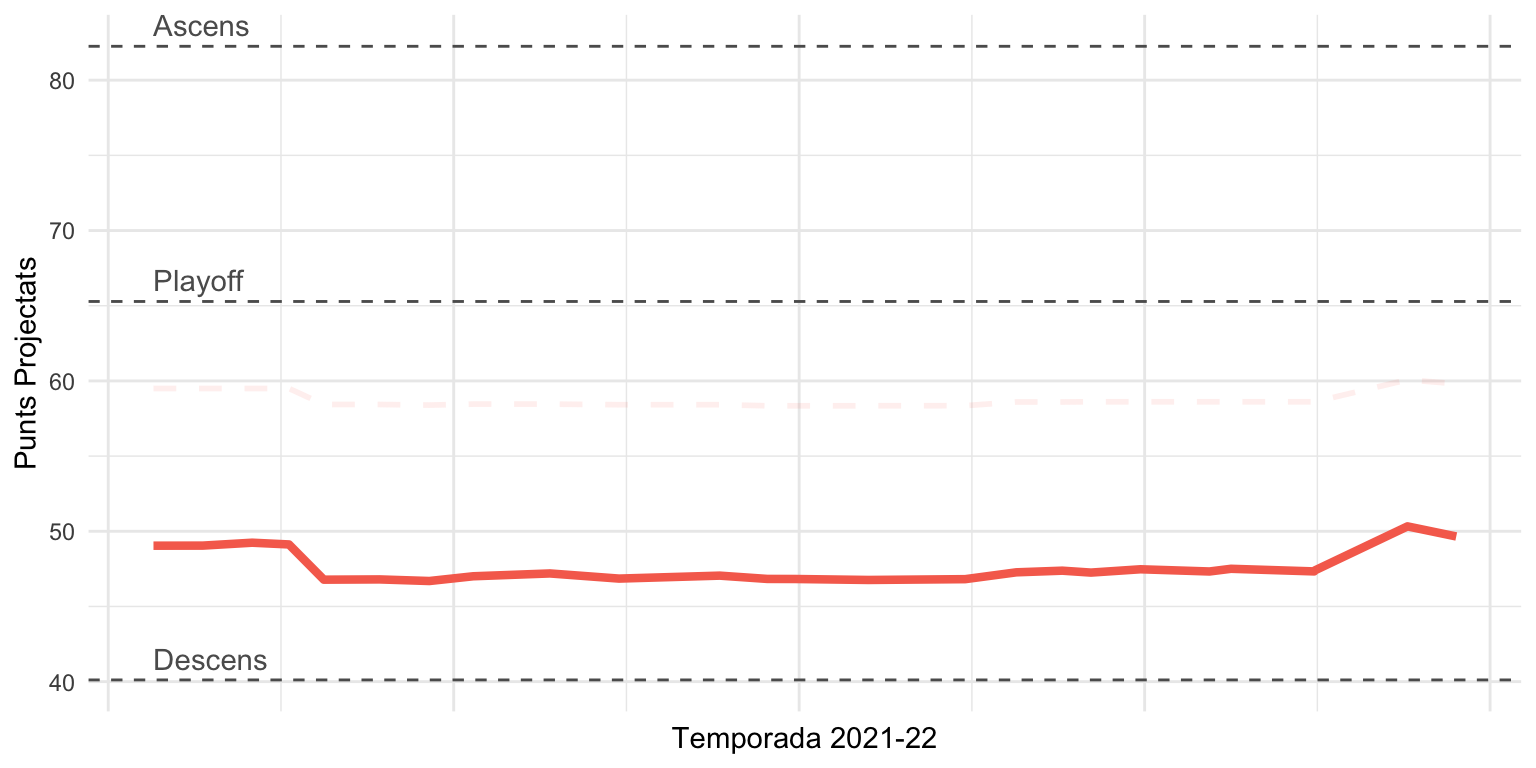 Ascens
80
70
Playoff
60
50
Descens
40
Punts Projectats
Temporada 2021-22